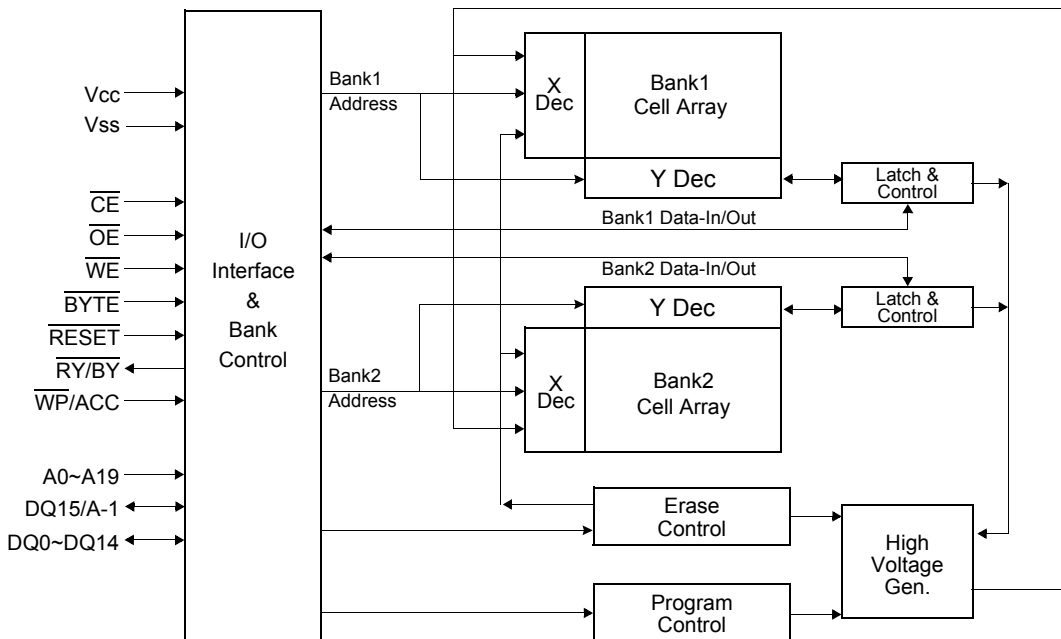 Vcc
Vss
CE
OE
WE
BYTE
RESET
RY/BY
WP/ACC
A0~A19
DQ15/A-1
DQ0~DQ14
I/O
Interface
&
Bank
Control
Bank1
Address
X
Dec
Bank1
Cell Array
Y Dec
Latch &
Control
Bank1 Data-In/Out
Bank2 Data-In/Out
Y Dec
Latch &
Control
Bank2
Address
X
Dec
Bank2
Cell Array
Erase
Control
High
Voltage
Gen.
Program
Control